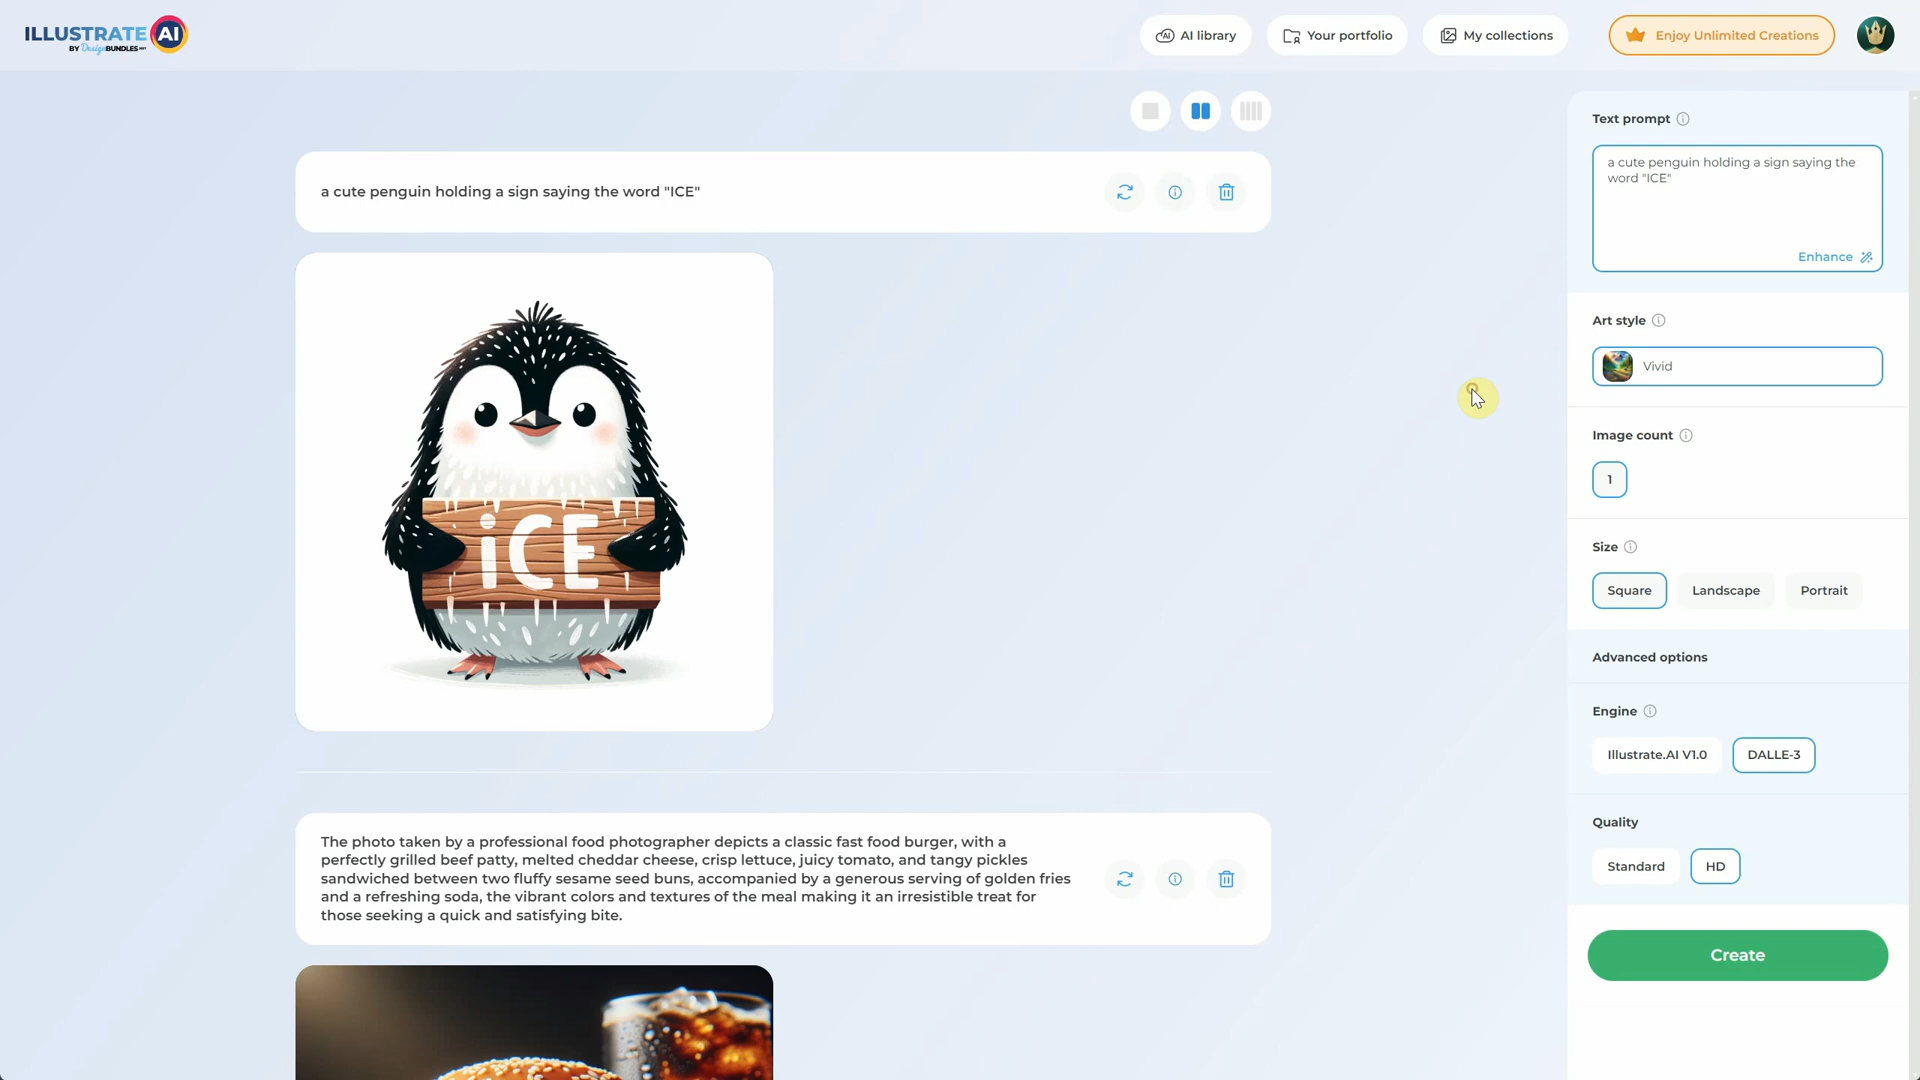 ILLUSTRATE AI
BY DesignBUNDLES.NET
AI library
Your portfolio
My collections
Enjoy Unlimited Creations
a cute penguin holding a sign saying the word "ICE"
iCE
The photo taken by a professional food photographer depicts a classic fast food burger, with a
perfectly grilled beef patty, melted cheddar cheese, crisp lettuce, juicy tomato, and tangy pickles
sandwiched between two fluffy sesame seed buns, accompanied by a generous serving of golden fries
and a refreshing soda, the vibrant colors and textures of the meal making it an irresistible treat for
those seeking a quick and satisfying bite.
Text prompt
a cute penguin holding a sign saying the
word "ICE"
Enhance
Art style
Vivid
Image count
1
Size
Square Landscape Portrait
Advanced options
Engine
Illustrate.AI V1.0 DALLE-3
Quality
Standard HD
Create